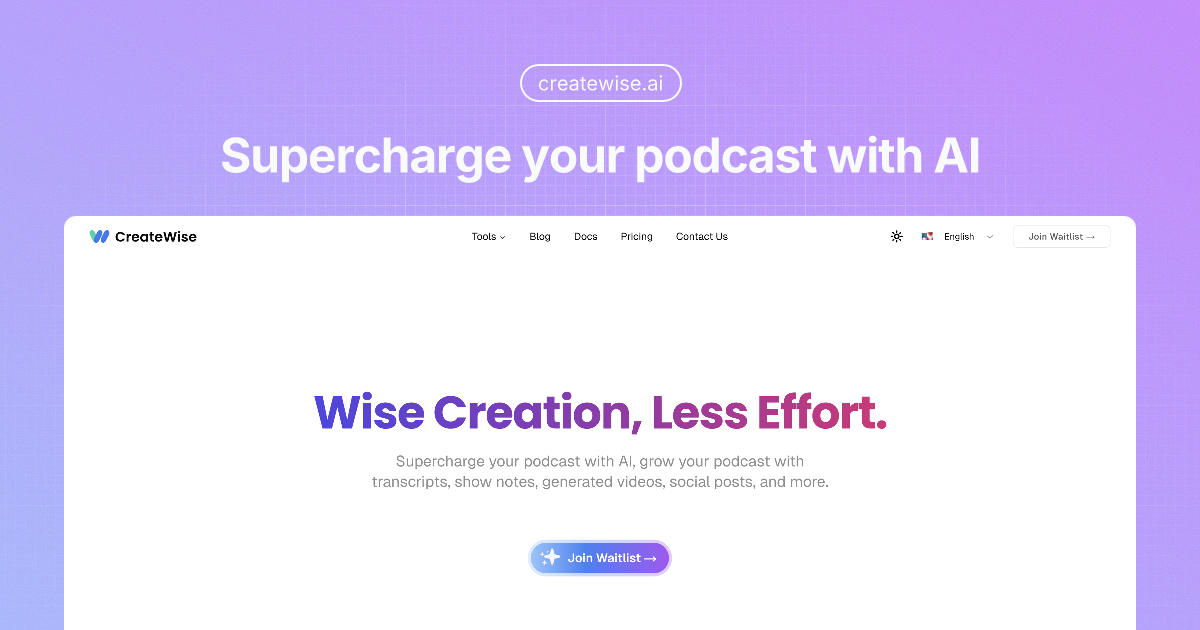 createwise.ai
Supercharge your podcast with AI
CreateWise
Tools
Blog
Docs
Pricing
Contact Us
English
Join Waitlist →
Wise Creation, Less Effort.
Supercharge your podcast with AI, grow your podcast with
transcripts, show notes, generated videos, social posts, and more.
Join Waitlist →